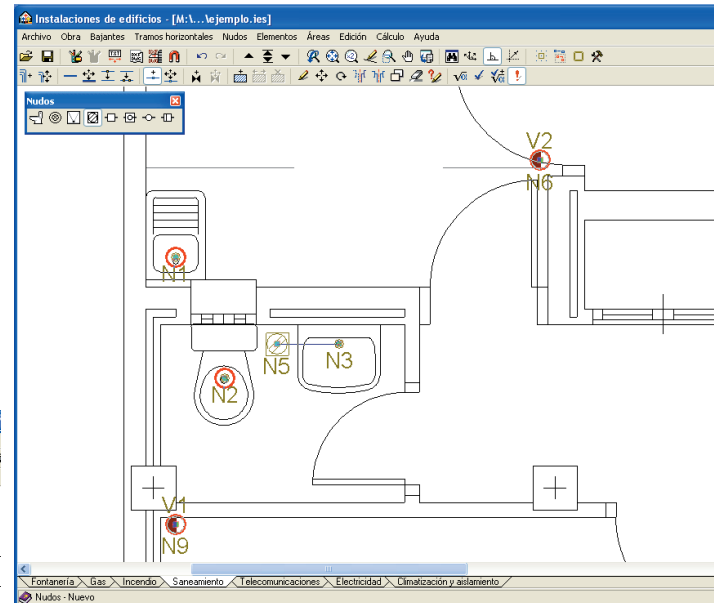 Instalaciones de edificios - [M:\...\ejemplo.ies]
Archivo Obra Bajantes Tramos horizontales Nudos Elementos Áreas Edición Cálculo Ayuda
Nudos
V2
N6
N1
N5
N3
N2
V1
N9
Fontanería Gas Incendio Saneamiento Telecomunicaciones Electricidad Climatización y aislamiento
Nudos - Nuevo